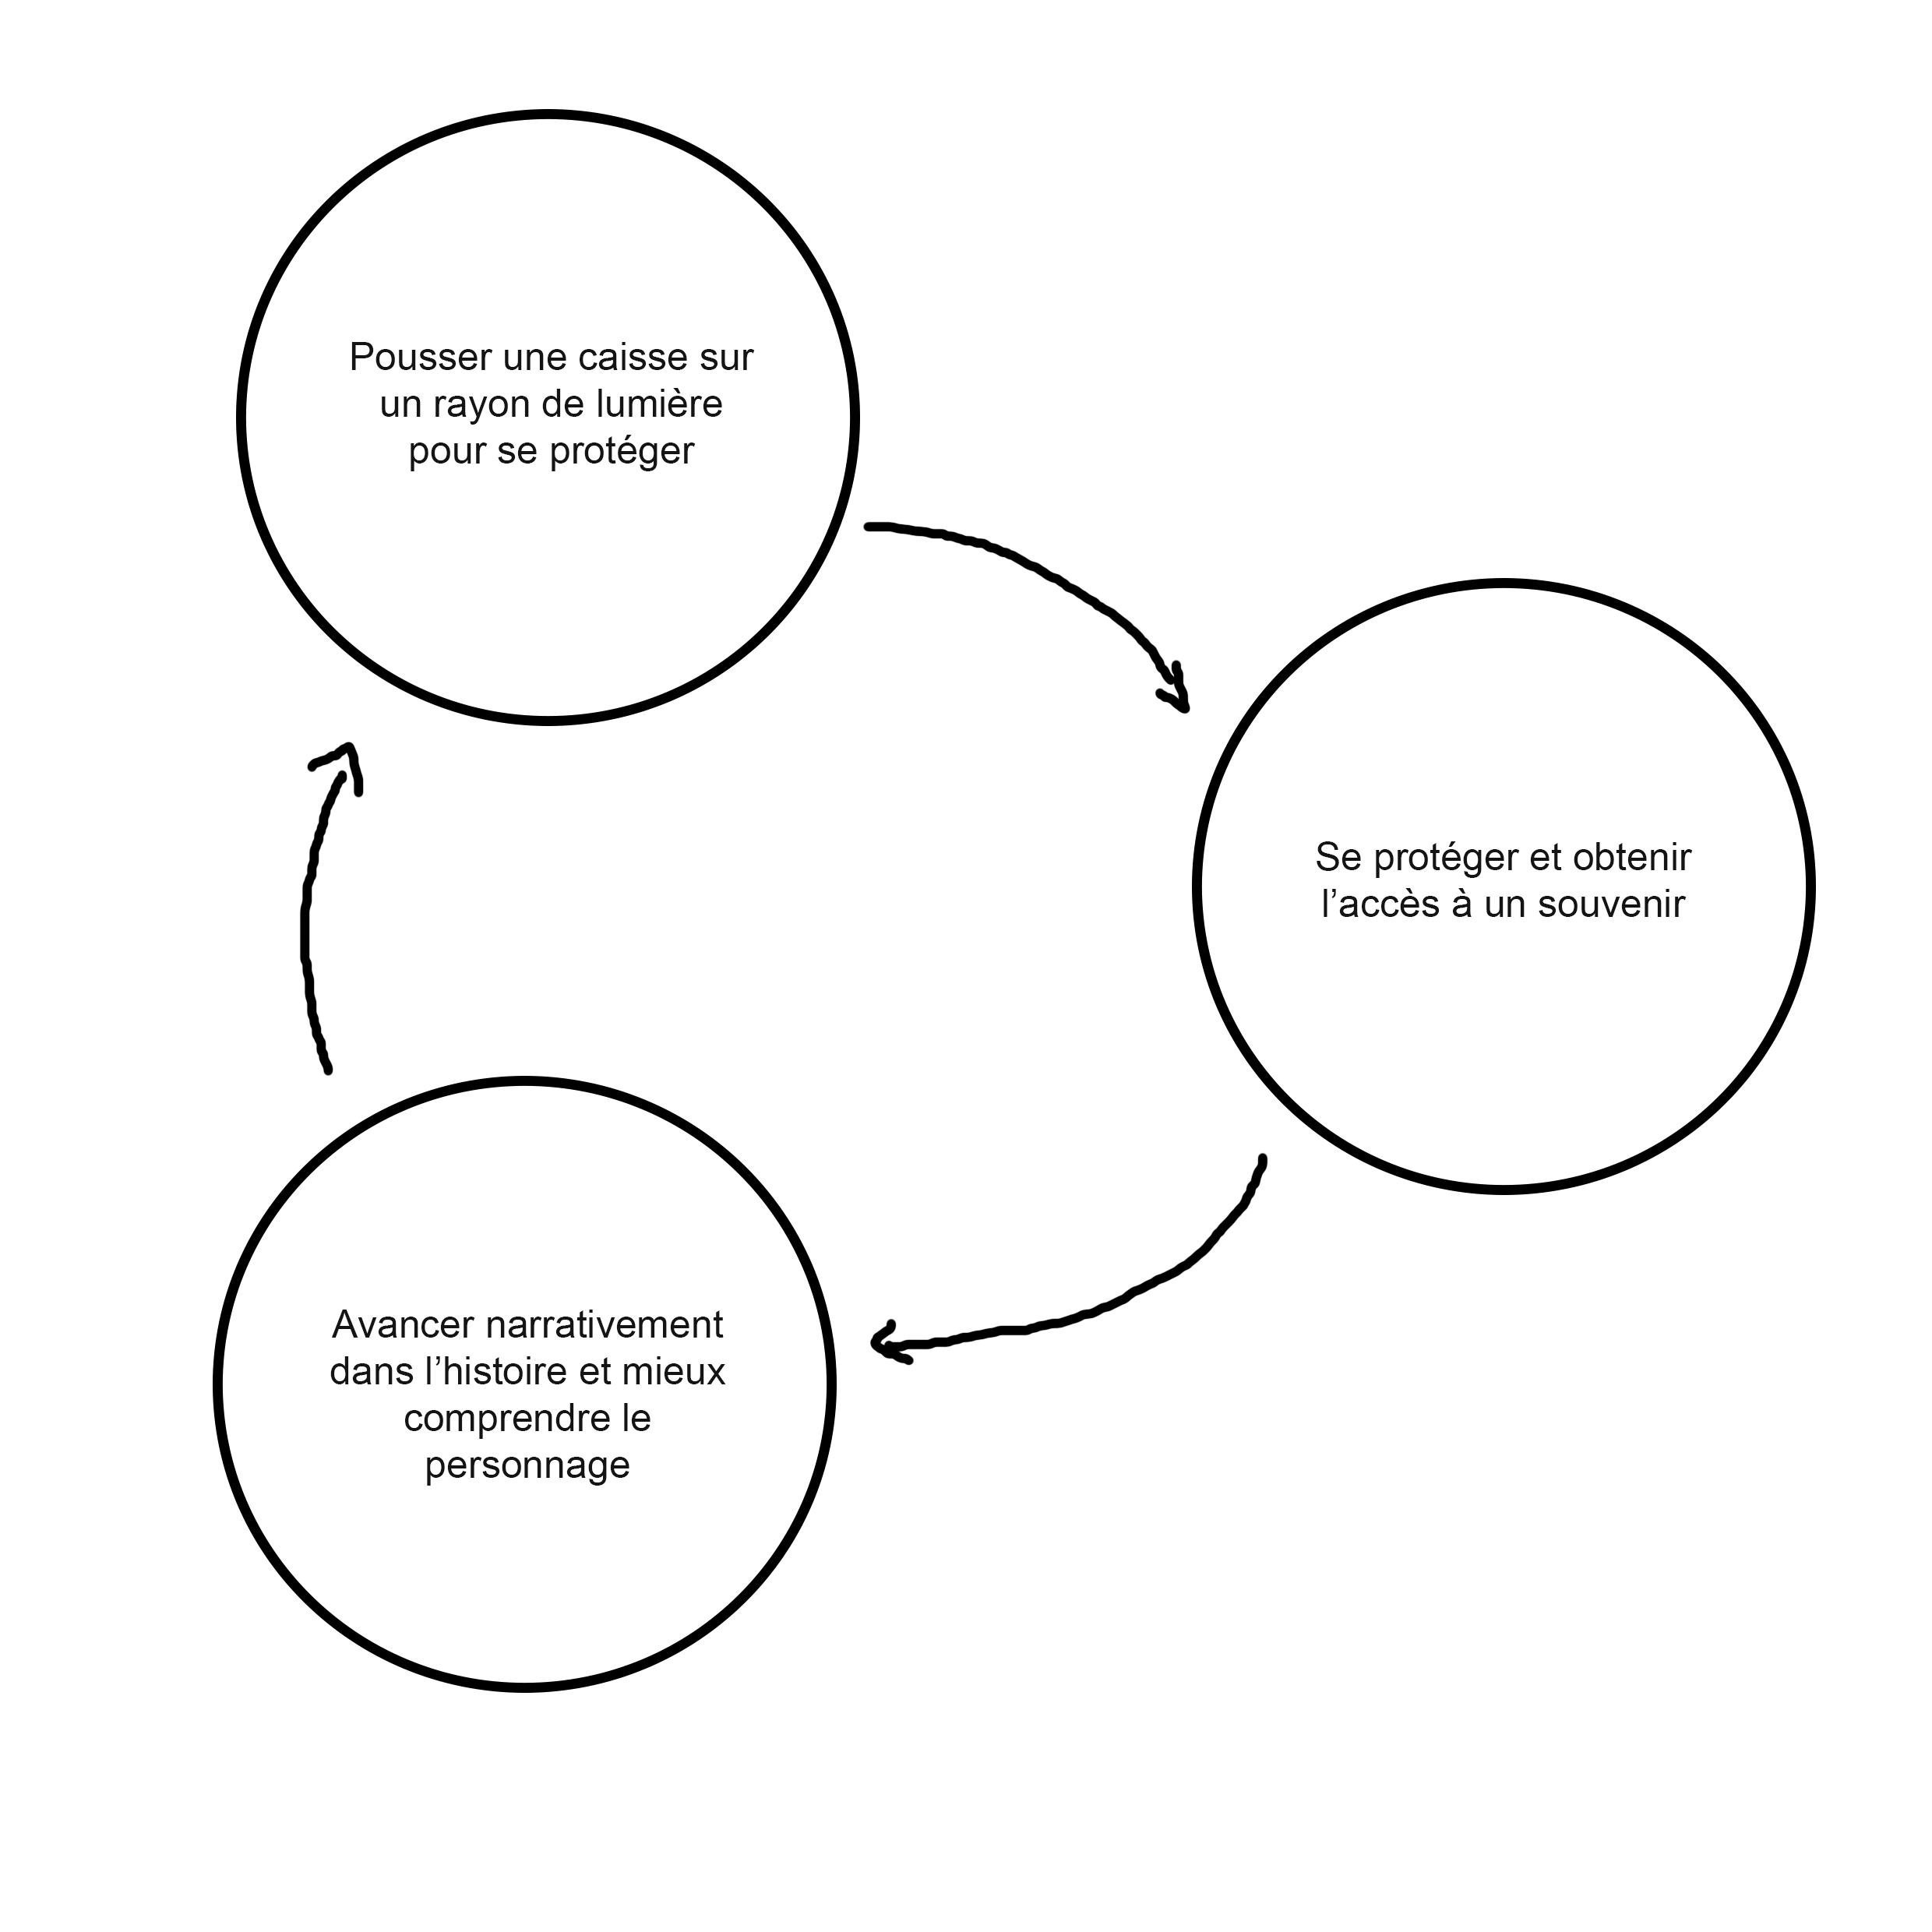 Pousser une caisse sur
un rayon de lumière
pour se protéger
Se protéger et obtenir
l’accès à un souvenir
Avancer narrativement
dans l’histoire et mieux
comprendre le
personnage